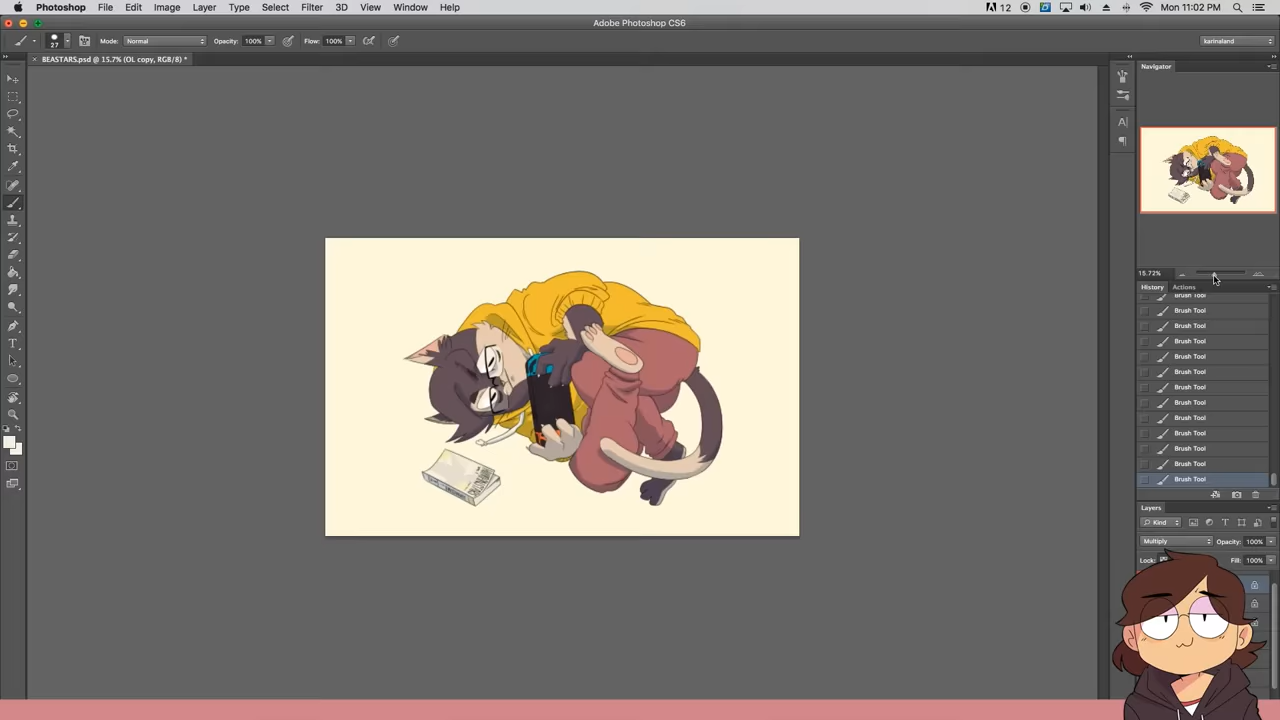 Photoshop File Edit Image Layer Type Select Filter 3D View Window Help 12 Mon 11:02 PM
Adobe Photoshop CS6
27 Mode: Normal Opacity: 100% Flow: 100% karinaland
BEASTARS.psd @ 15.7% (OL copy, RGB/8) *
Navigator
15.72%
History Actions
Brush Tool
Brush Tool
Brush Tool
Brush Tool
Brush Tool
Brush Tool
Brush Tool
Brush Tool
Brush Tool
Brush Tool
Brush Tool
Brush Tool
Brush Tool
Layers
Kind
Multiply Opacity: 100%
Lock: Fill: 100%